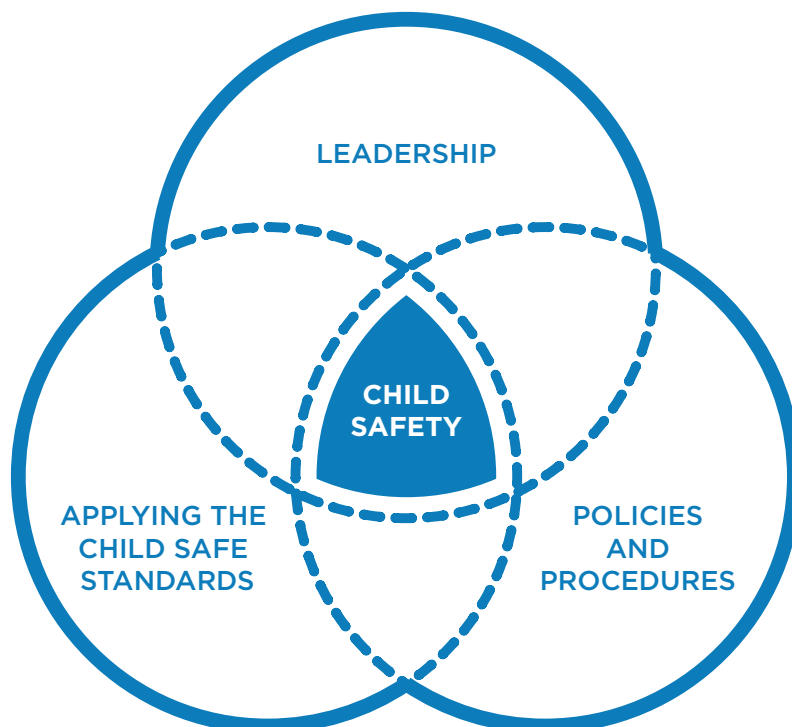 LEADERSHIP
CHILD
SAFETY
APPLYING THE
CHILD SAFE
STANDARDS
POLICIES
AND
PROCEDURES